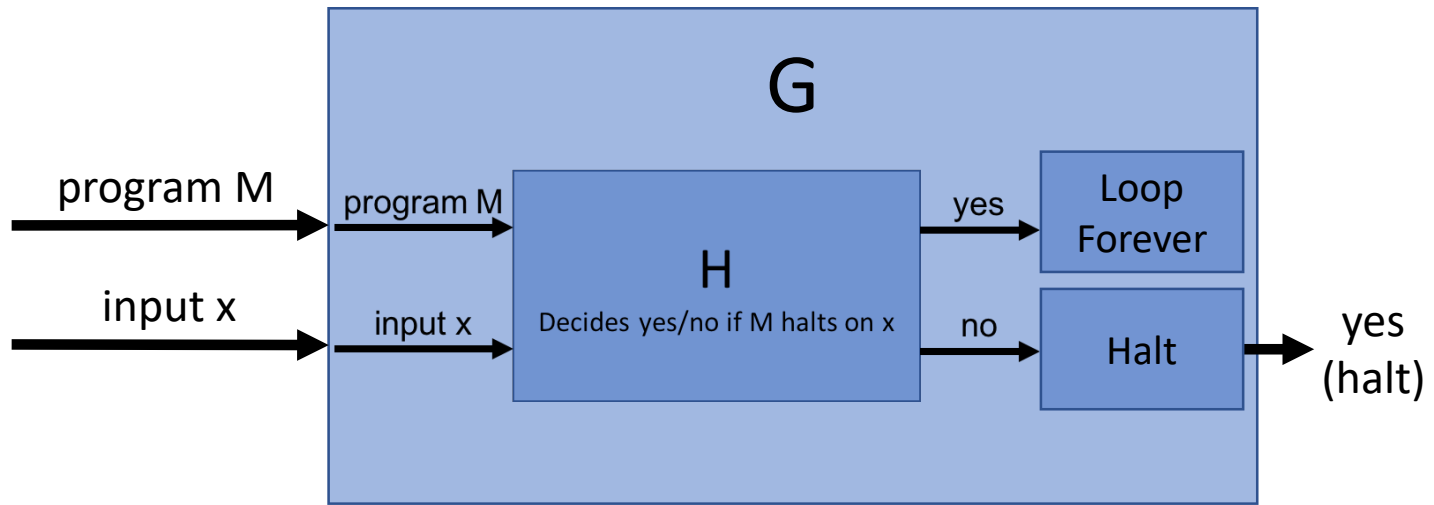 G
program M
program M
input x
input x
H
Decides yes/no if M halts on x
yes
no
Loop
Forever
Halt
yes
(halt)